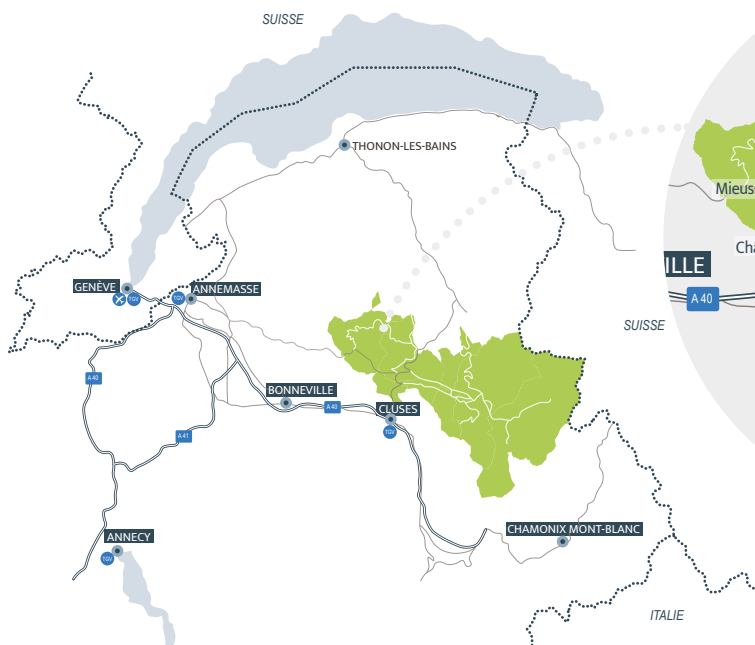 SUISSE
THONON-LES-BAINS
Mieus
Cha
ILLE
A 40
GENÈVE
TGV
TGV
ANNEMASSE
SUISSE
A 40
BONNEVILLE
A 40
CLUSES
TGV
A 41
CHAMONIX MONT-BLANC
ANNECY
TGV
ITALIE